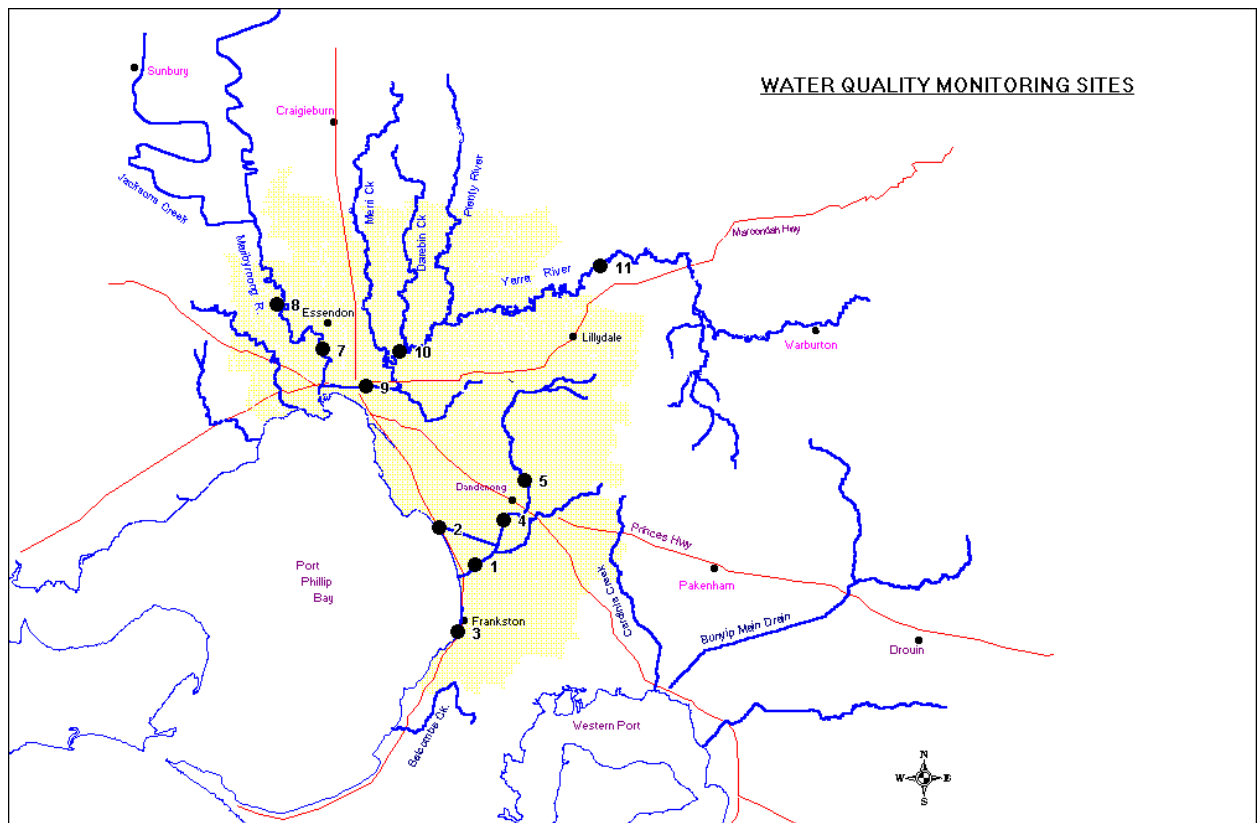 WATER QUALITY MONITORING SITES
Sunbury
Craigieburn
Jacksons Creek
Maribyrnong R.
Merri Ck
Darebin Ck
Plenty River
Maroondah Hwy
Yarra River
11
8
Essendon
7
10
Lillydale
Warburton
9
5
Dandenong
4
2
Princes Hwy
1
Port
Phillip
Bay
Pakenham
Cardinia Creek
Frankston
3
Bunyip Main Drain
Drouin
Balcombe Ck.
Western Port
N
W
E
S